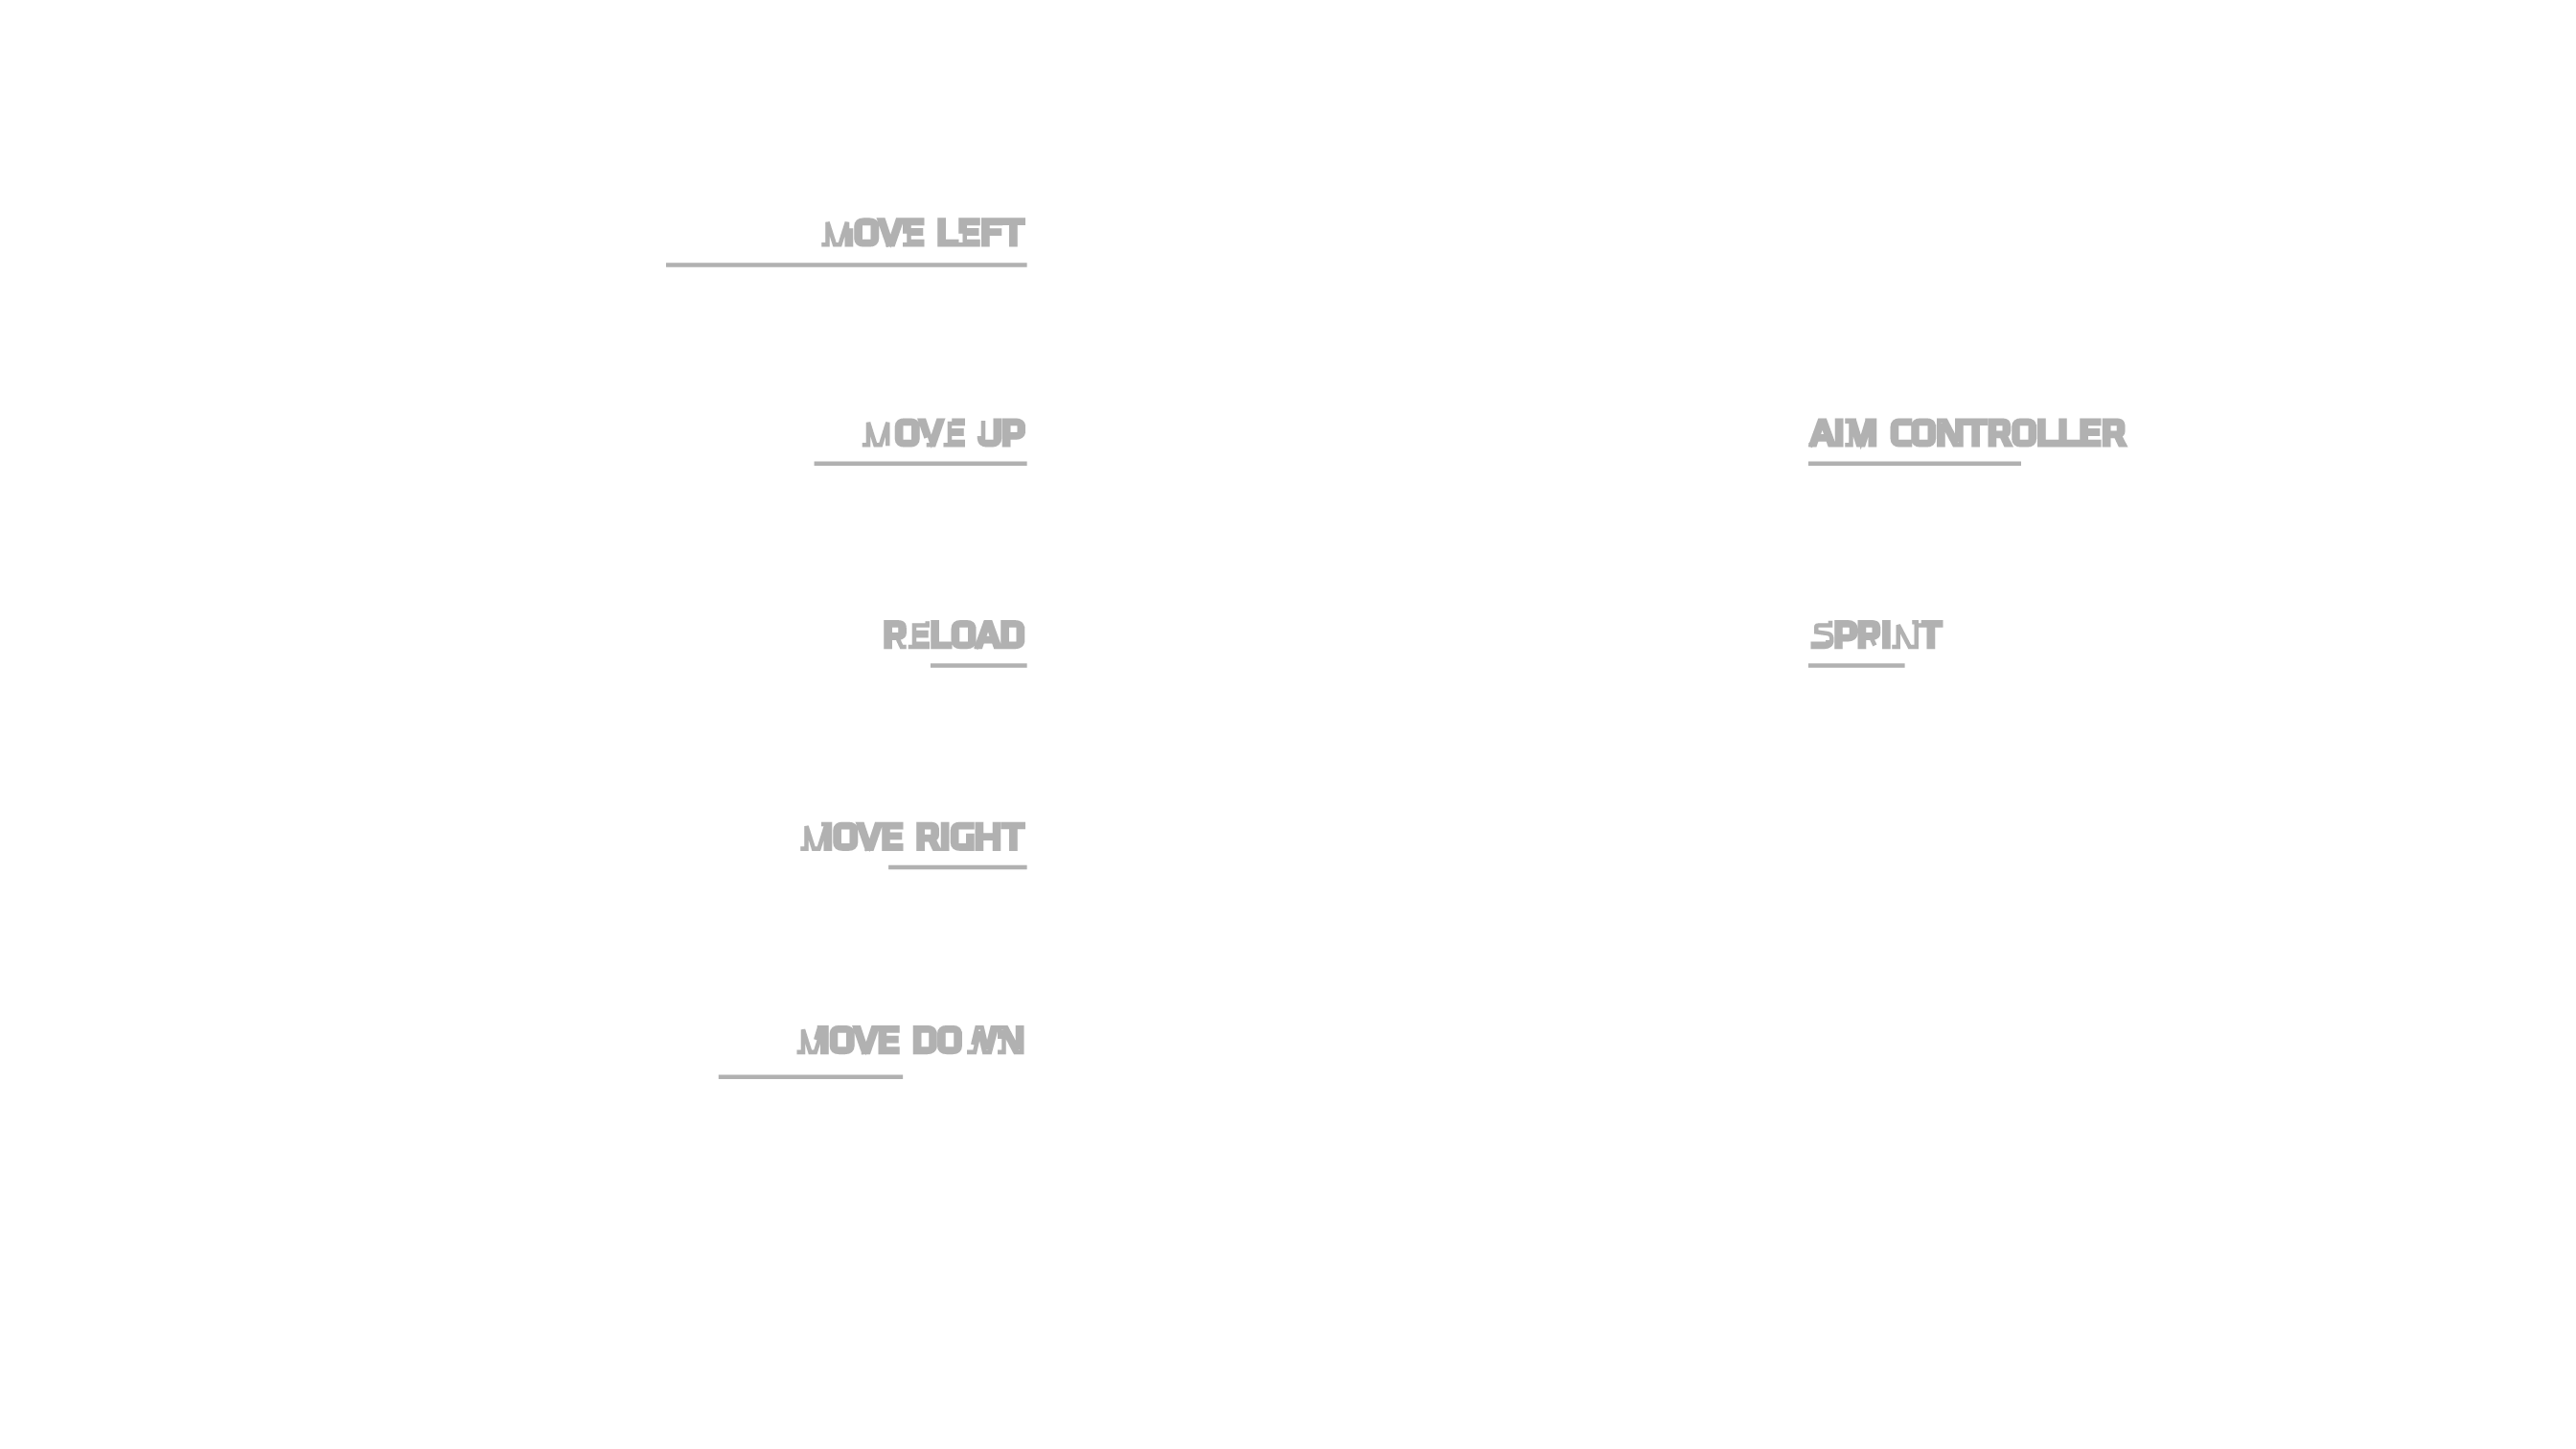 MOVE LEFT
MOVE UP
AIM CONTROLLER
RELOAD
SPRINT
MOVE RIGHT
MOVE DOWN